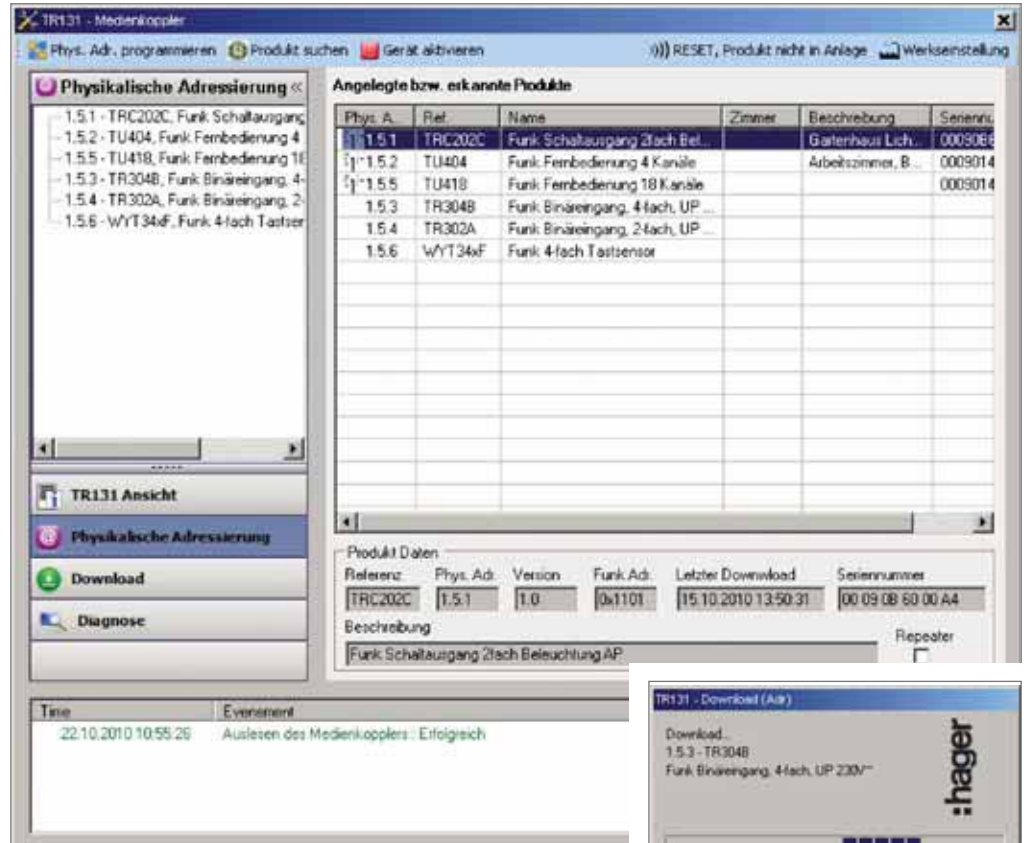 TR131 - Medienkoppler
Phys. Adr. programmieren Produkt suchen Gerät aktivieren RESET, Produkt nicht in Anlage Werkseinstellung
Physikalische Adressierung «
1.5.1 - TRC202C, Funk Schaltausgang
1.5.2 - TU404, Funk Fernbedienung 4
1.5.5 - TU418, Funk Fernbedienung 18
1.5.3 - TR304B, Funk Binäreingang, 4-
1.5.4 - TR302A, Funk Binäreingang, 2-
1.5.6 - WYT34xF, Funk 4-fach Tastser
TR131 Ansicht
Physikalische Adressierung
Download
Diagnose
Angelegte bzw. erkannte Produkte
Phys. A... Ref. Name Zimmer Beschreibung Seriennu
1.5.1 TRC202C Funk Schaltausgang 2fach Bel... Gartenhaus Lich... 00090B6
1.5.2 TU404 Funk Fernbedienung 4 Kanäle Arbeitszimmer, B... 0009014
1.5.5 TU418 Funk Fernbedienung 18 Kanäle 0009014
1.5.3 TR304B Funk Binäreingang, 4-fach, UP ...
1.5.4 TR302A Funk Binäreingang, 2-fach, UP ...
1.5.6 WYT34xF Funk 4-fach Tastsensor
Produkt Daten
Referenz Phys. Adr. Version Funk Adr. Letzter Downwload Seriennummer
TRC202C 1.5.1 1.0 0x1101 15.10.2010 13:50:31 00 09 0B 60 00 A4
Beschreibung
Repeater
Funk Schaltausgang 2fach Beleuchtung AP
Time Evenement
22.10.2010 10:55:26 Auslesen des Medienkopplers : Erfolgreich
TR131 - Download (Adr)
Download...
1.5.3 - TR304B
Funk Binäreingang, 4-fach, UP 230V~
:hager